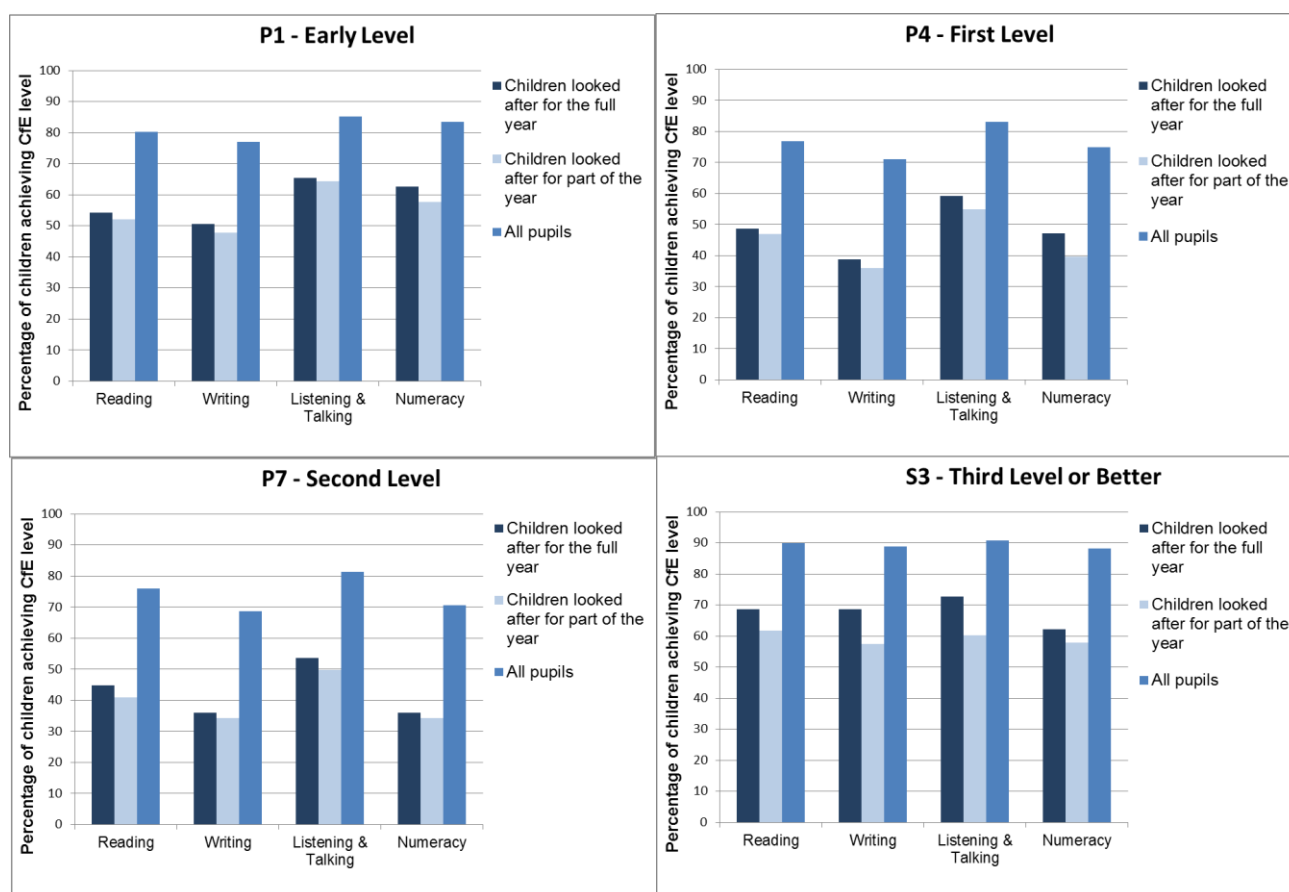 P1 - Early Level
Percentage of children achieving CfE level
100
90
80
70
60
50
40
30
20
10
0
Reading
Writing
Listening &
Talking
Numeracy
Children looked
after for the full
year
Children looked
after for part of the
year
All pupils
P4 - First Level
Percentage of children achieving CfE level
100
90
80
70
60
50
40
30
20
10
0
Reading
Writing
Listening &
Talking
Numeracy
Children looked
after for the full
year
Children looked
after for part of the
year
All pupils
P7 - Second Level
Percentage of children achieving CfE level
100
90
80
70
60
50
40
30
20
10
0
Reading
Writing
Listening &
Talking
Numeracy
Children looked
after for the full
year
Children looked
after for part of the
year
All pupils
S3 - Third Level or Better
Percentage of children achieving CfE level
100
90
80
70
60
50
40
30
20
10
0
Reading
Writing
Listening &
Talking
Numeracy
Children looked
after for the full
year
Children looked
after for part of the
year
All pupils